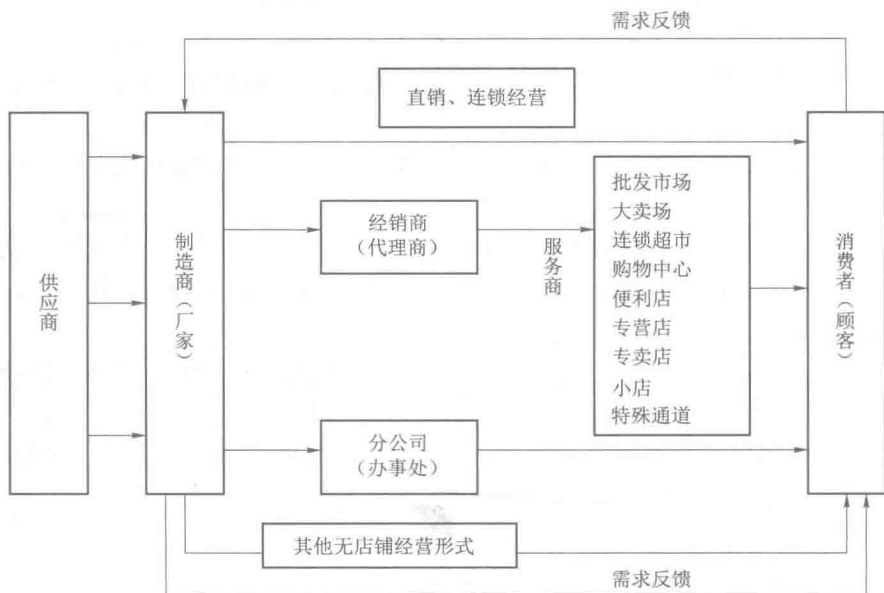 需求反馈
直销、连锁经营
供应商
制造商（厂家）
经销商
（代理商）
服务商
批发市场
大卖场
连锁超市
购物中心
便利店
专营店
专卖店
小店
特殊通道
消费者（顾客）
分公司
（办事处）
其他无店铺经营形式
需求反馈